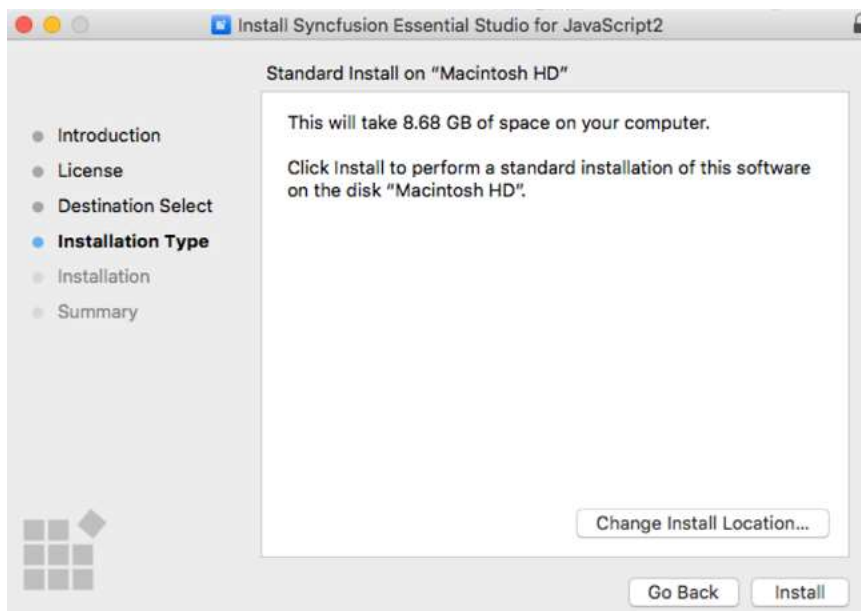 Install Syncfusion Essential Studio for JavaScript2
Standard Install on “Macintosh HD”
Introduction
License
Destination Select
Installation Type
Installation
Summary
This will take 8.68 GB of space on your computer.
Click Install to perform a standard installation of this software
on the disk “Macintosh HD”.
Change Install Location...
Go Back
Install